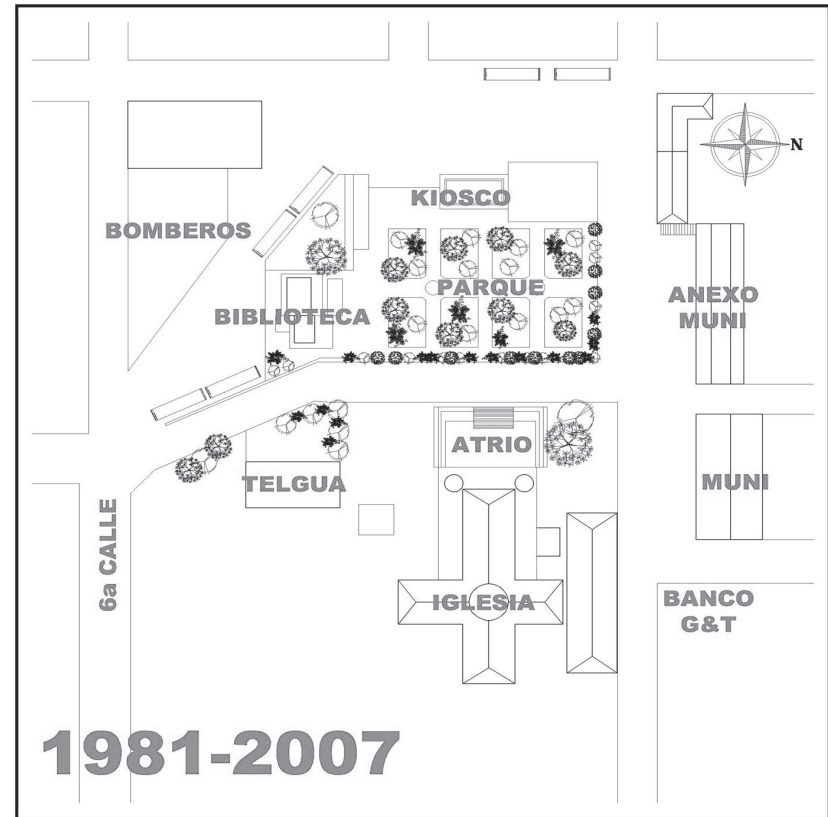 N
KIOSCO
BOMBEROS
PARQUE
ANEXO
MUNI
BIBLIOTECA
ATRIO
TELGUA
MUNI
6a CALLE
IGLESIA
BANCO
G&T
1981-2007